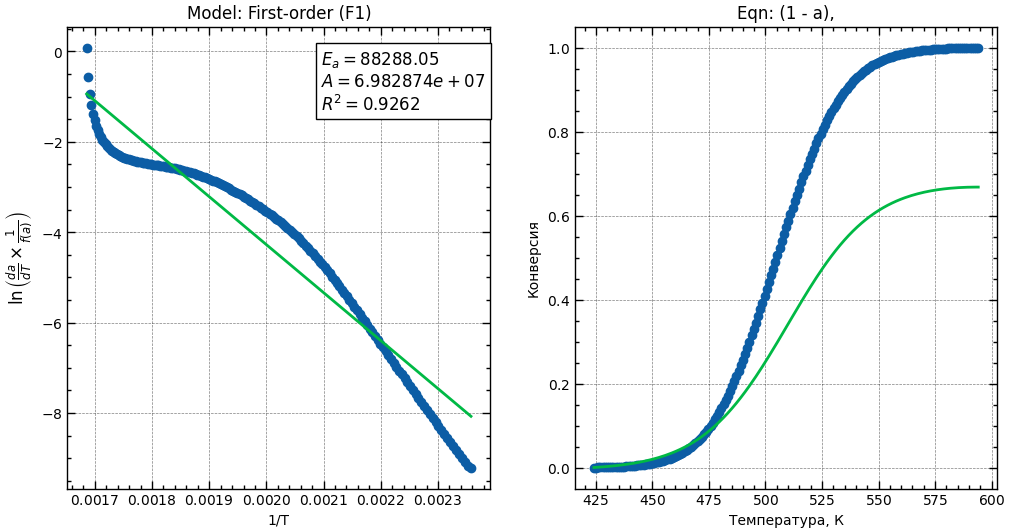 Model: First-order (F1)
0
−2
−4
−6
−8
ln(da/dT × 1/f(a))
E_a = 88288.05
A = 6.982874e + 07
R² = 0.9262
0.0017 0.0018 0.0019 0.0020 0.0021 0.0022 0.0023
1/T
Eqn: (1 - a),
1.0
0.8
0.6
0.4
0.2
0.0
Конверсия
425 450 475 500 525 550 575 600
Температура, К